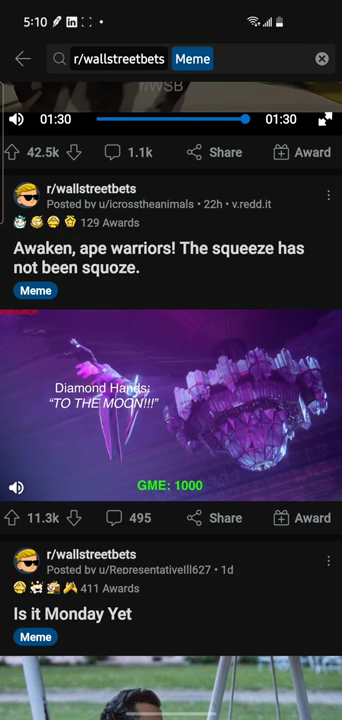 5:10
r/wallstreetbets Meme
r/WSB
01:30 01:30
42.5k 1.1k Share Award
r/wallstreetbets
Posted by u/icrosstheanimals • 22h • v.redd.it
129 Awards
Awaken, ape warriors! The squeeze has
not been squoze.
Meme
Diamond Hands:
“TO THE MOON!!!”
GME: 1000
11.3k 495 Share Award
r/wallstreetbets
Posted by u/RepresentativeIll627 • 1d
411 Awards
Is it Monday Yet
Meme